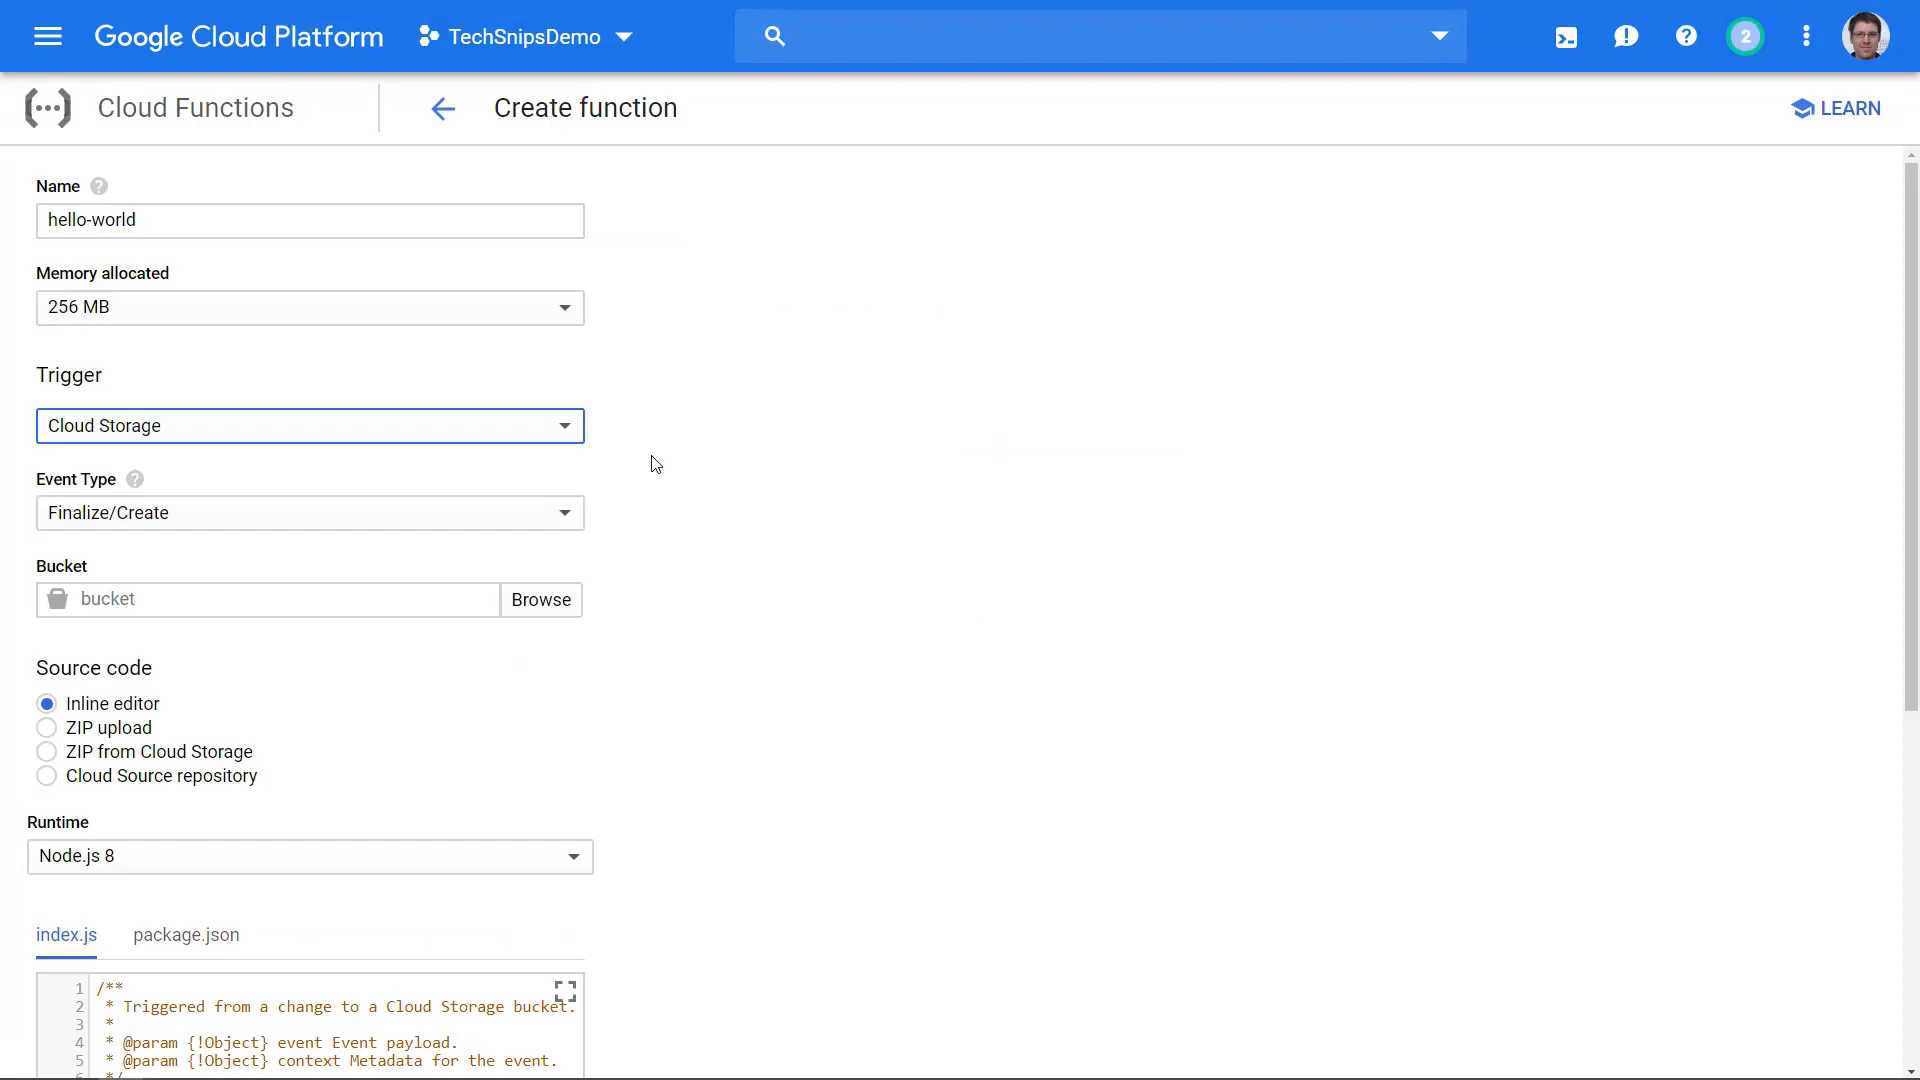 Google Cloud Platform
TechSnipsDemo
2
Cloud Functions
Create function
LEARN
Name
hello-world
Memory allocated
256 MB
Trigger
Cloud Storage
Event Type
Finalize/Create
Bucket
bucket
Browse
Source code
Inline editor
ZIP upload
ZIP from Cloud Storage
Cloud Source repository
Runtime
Node.js 8
index.js package.json
1 /**
2 * Triggered from a change to a Cloud Storage bucket.
3 *
4 * @param {!Object} event Event payload.
5 * @param {!Object} context Metadata for the event.
6 */